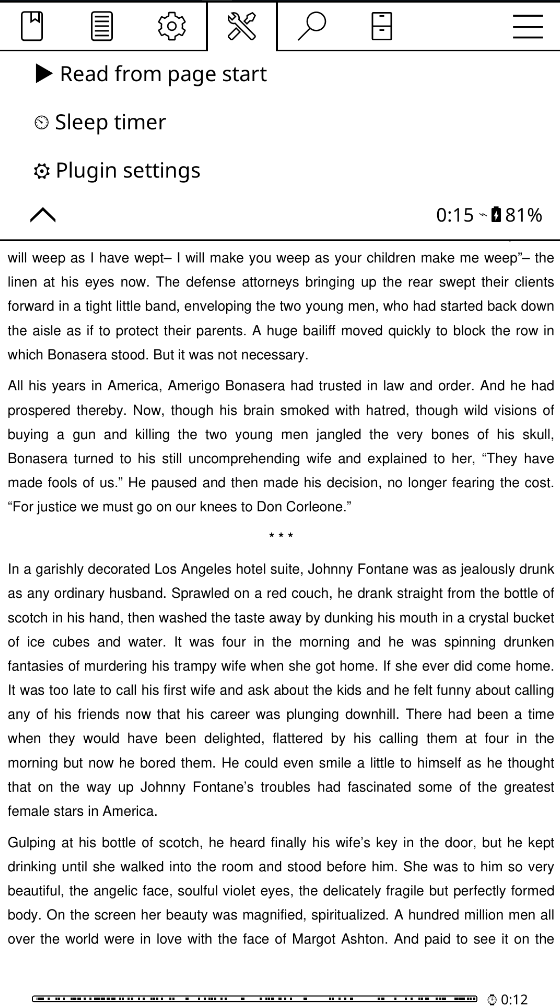 Read from page start
Sleep timer
Plugin settings
0:15 81%
will weep as I have wept– I will make you weep as your children make me weep”– the
linen at his eyes now. The defense attorneys bringing up the rear swept their clients
forward in a tight little band, enveloping the two young men, who had started back down
the aisle as if to protect their parents. A huge bailiff moved quickly to block the row in
which Bonasera stood. But it was not necessary.
All his years in America, Amerigo Bonasera had trusted in law and order. And he had
prospered thereby. Now, though his brain smoked with hatred, though wild visions of
buying a gun and killing the two young men jangled the very bones of his skull,
Bonasera turned to his still uncomprehending wife and explained to her, “They have
made fools of us.” He paused and then made his decision, no longer fearing the cost.
“For justice we must go on our knees to Don Corleone.”
* * *
In a garishly decorated Los Angeles hotel suite, Johnny Fontane was as jealously drunk
as any ordinary husband. Sprawled on a red couch, he drank straight from the bottle of
scotch in his hand, then washed the taste away by dunking his mouth in a crystal bucket
of ice cubes and water. It was four in the morning and he was spinning drunken
fantasies of murdering his trampy wife when she got home. If she ever did come home.
It was too late to call his first wife and ask about the kids and he felt funny about calling
any of his friends now that his career was plunging downhill. There had been a time
when they would have been delighted, flattered by his calling them at four in the
morning but now he bored them. He could even smile a little to himself as he thought
that on the way up Johnny Fontane’s troubles had fascinated some of the greatest
female stars in America.
Gulping at his bottle of scotch, he heard finally his wife’s key in the door, but he kept
drinking until she walked into the room and stood before him. She was to him so very
beautiful, the angelic face, soulful violet eyes, the delicately fragile but perfectly formed
body. On the screen her beauty was magnified, spiritualized. A hundred million men all
over the world were in love with the face of Margot Ashton. And paid to see it on the
0:12